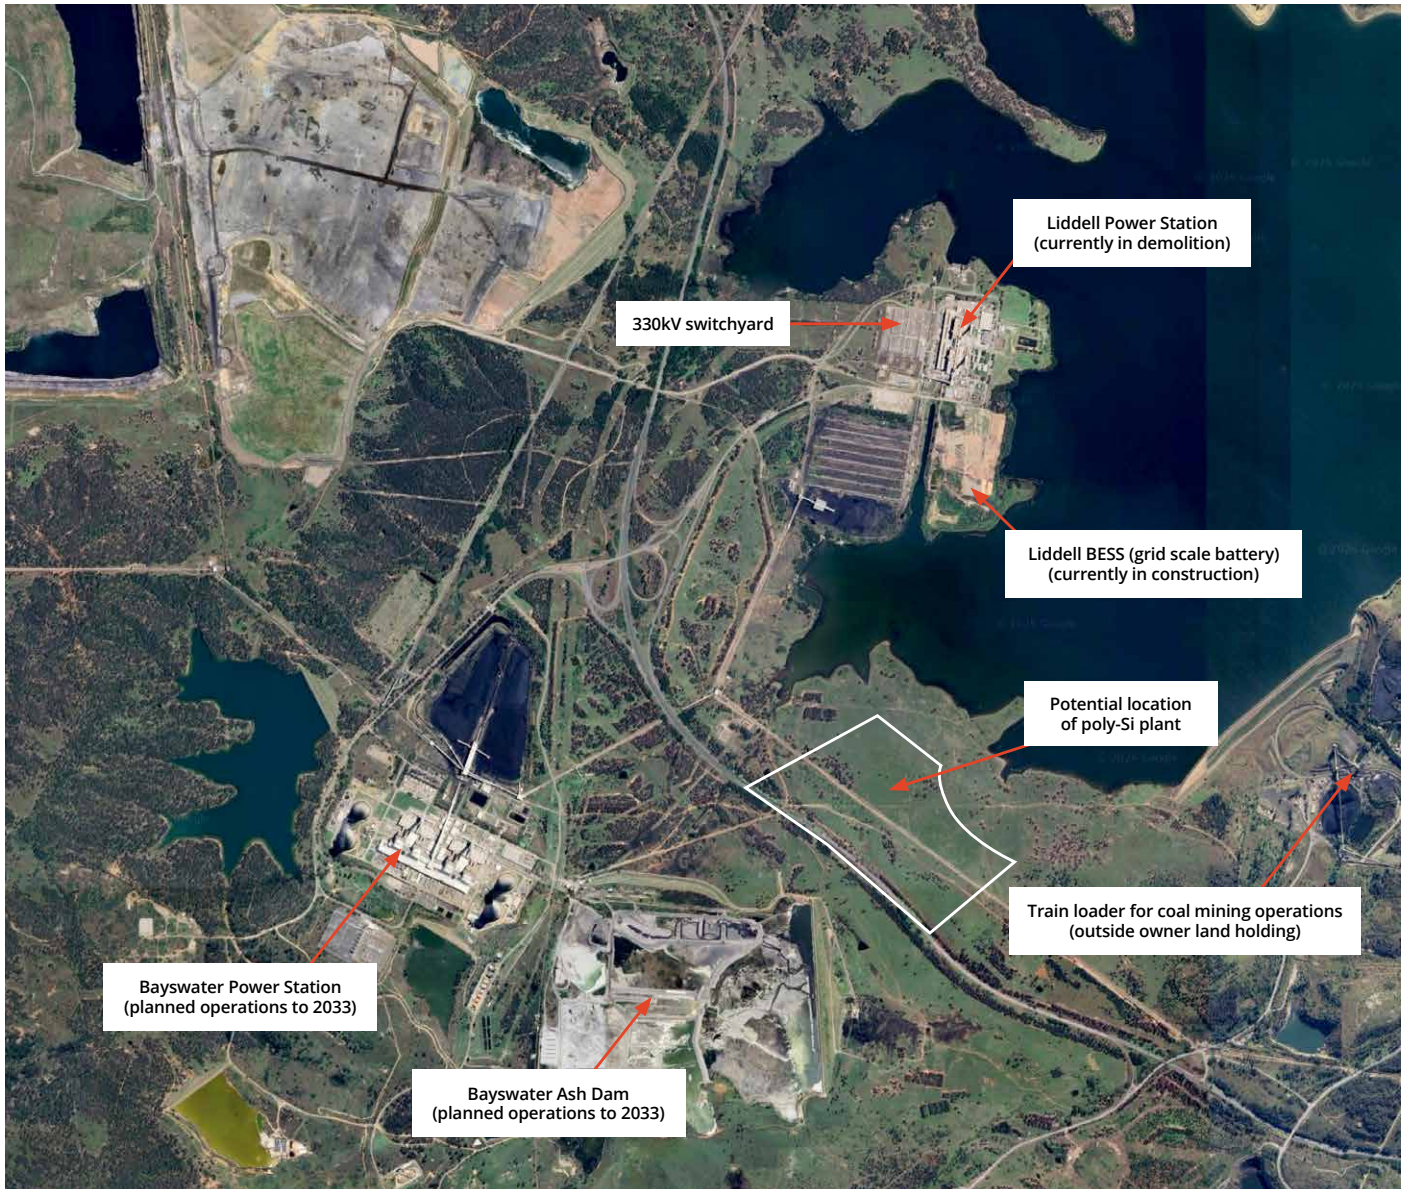 Liddell Power Station
(currently in demolition)
330kV switchyard
Liddell BESS (grid scale battery)
(currently in construction)
Potential location
of poly-Si plant
Train loader for coal mining operations
(outside owner land holding)
Bayswater Power Station
(planned operations to 2033)
Bayswater Ash Dam
(planned operations to 2033)